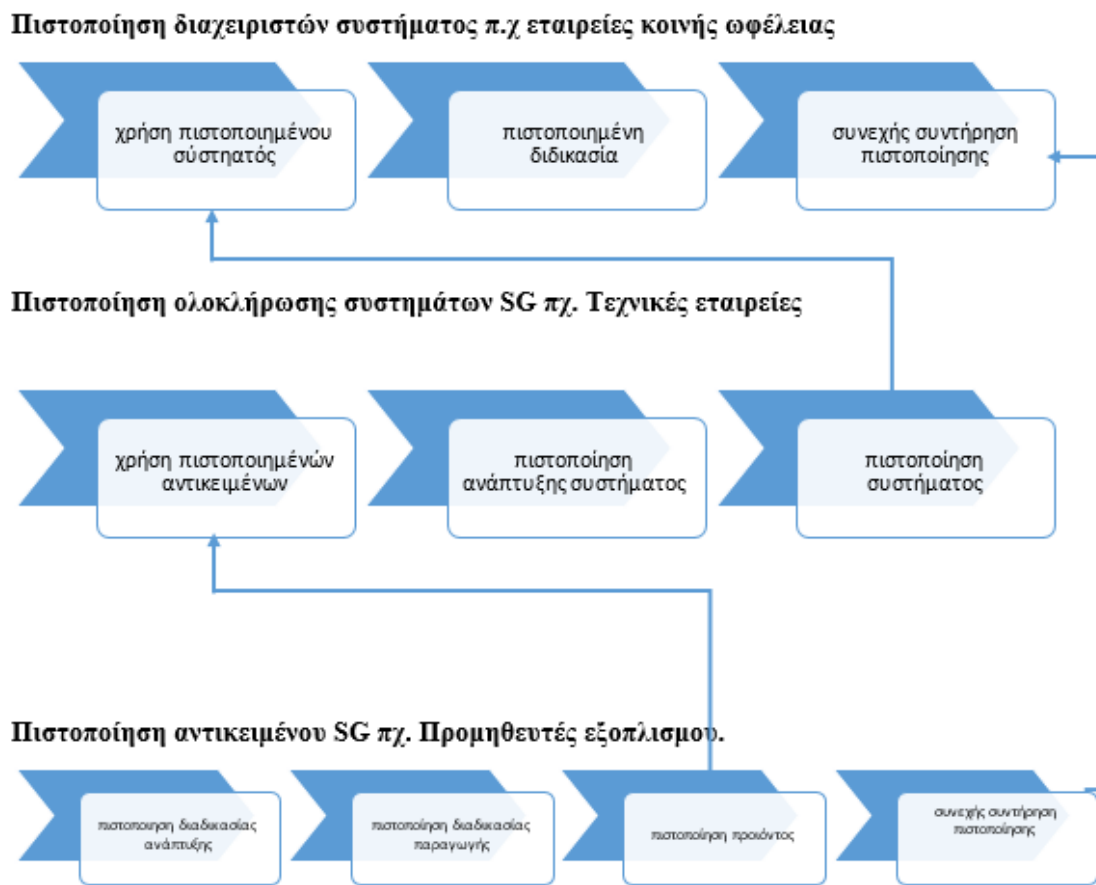 Πιστοποίηση διαχειριστών συστήματος π.χ εταιρείες κοινής ωφέλειας
χρήση πιστοποιημένου
σύστηατός
πιστοποιημένη
διδικασία
συνεχής συντήρηση
πιστοποίησης
Πιστοποίηση ολοκλήρωσης συστημάτων SG πχ. Τεχνικές εταιρείες
χρήση πιστοποιημένών
αντικειμένων
πιστοποίηση
ανάπτυξης συστήματος
πιστοποίηση
συστήματος
Πιστοποίηση αντικειμένου SG πχ. Προμηθευτές εξοπλισμου.
πιστοποιηση διαδικασίας
ανάπτυξης
πιστοποίηση διαδικασίας
παραγωγής
πιστοποίηση προιόντος
συνεχής συντήρηση
πιστοποίησης